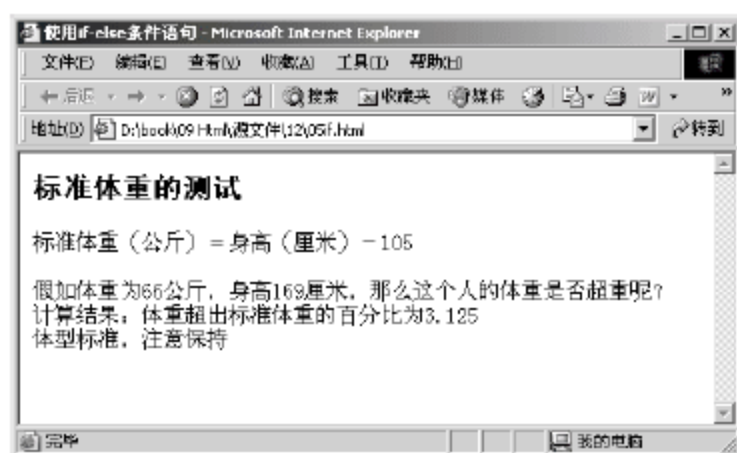 使用if-else条件语句 - Microsoft Internet Explorer
文件(F) 编辑(E) 查看(V) 收藏(A) 工具(T) 帮助(H)
后退 搜索 收藏夹 媒体
地址(D) D:\book\09 Html\源文件\12\05if.html 转到
标准体重的测试
标准体重（公斤）=身高（厘米）-105
假如体重为66公斤，身高169厘米，那么这个人的体重是否超重呢?
计算结果：体重超出标准体重的百分比为3.125
体型标准，注意保持
完毕 我的电脑